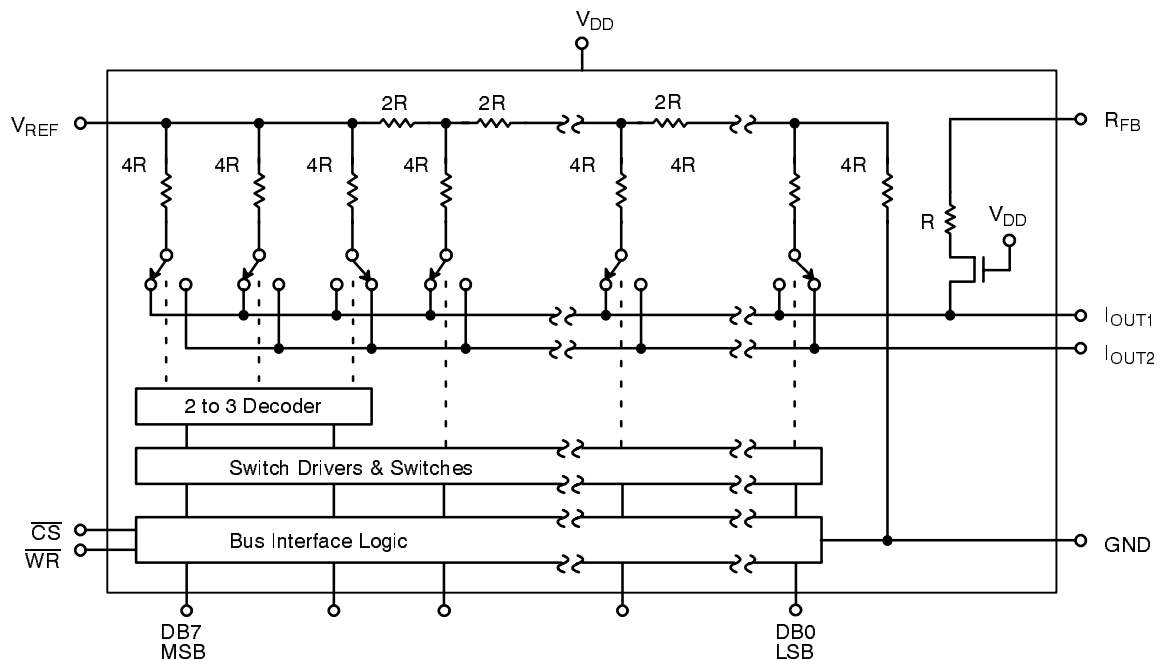 VDD
VREF
2R
2R
2R
RFB
4R
4R
4R
4R
4R
4R
4R
R
VDD
IOUT1
IOUT2
2 to 3 Decoder
Switch Drivers & Switches
CS
WR
Bus Interface Logic
GND
DB7
MSB
DB0
LSB